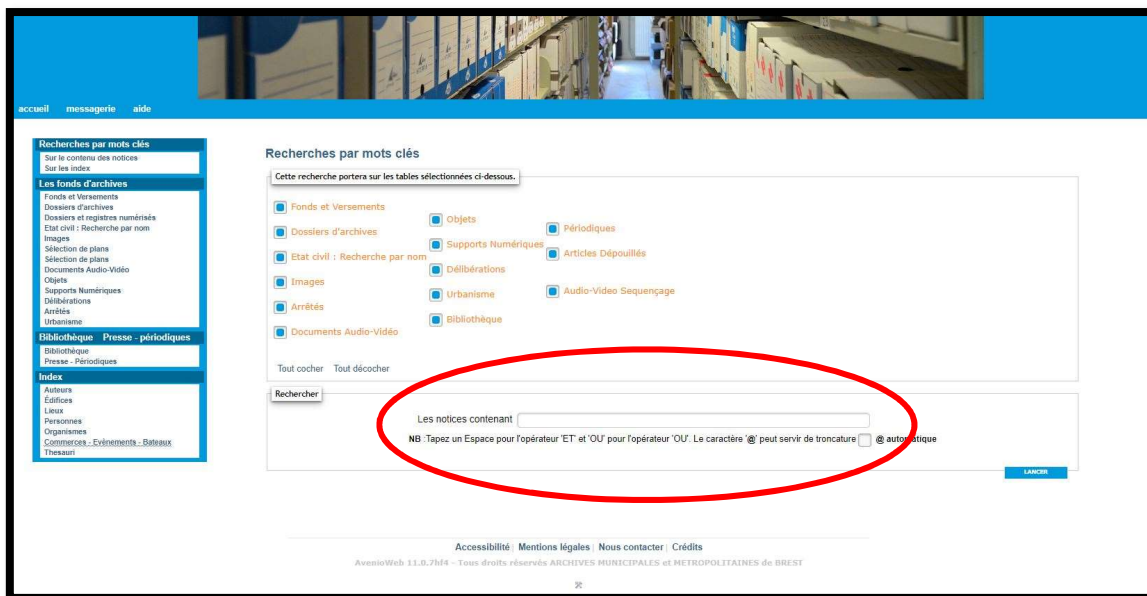 accueil messagerie aide
Recherches par mots clés
Sur le contenu des notices
Sur les index
Les fonds d'archives
Fonds et Versements
Dossiers d'archives
Dossiers et registres numérisés
Etat civil : Recherche par nom
Images
Sélection de plans
Sélection de plans
Documents Audio-Vidéo
Objets
Supports Numériques
Délibérations
Arrêtés
Urbanisme
Bibliothèque Presse - périodiques
Bibliothèque
Presse - Périodiques
Index
Auteurs
Édifices
Lieux
Personnes
Organismes
Commerces - Evènements - Bateaux
Thesauri
Recherches par mots clés
Cette recherche portera sur les tables sélectionnées ci-dessous.
Fonds et Versements
Dossiers d'archives
Etat civil : Recherche par nom
Images
Arrêtés
Documents Audio-Vidéo
Objets
Supports Numériques
Délibérations
Urbanisme
Bibliothèque
Périodiques
Articles Dépouillés
Audio-Video Sequençage
Tout cocher Tout décocher
Rechercher
Les notices contenant
NB :Tapez un Espace pour l'opérateur 'ET' et 'OU' pour l'opérateur 'OU'. Le caractère '@' peut servir de troncature @ automatique
LANCER
Accessibilité | Mentions légales | Nous contacter | Crédits
AvenioWeb 11.0.7hf4 - Tous droits réservés ARCHIVES MUNICIPALES et METROPOLITAINES de BREST